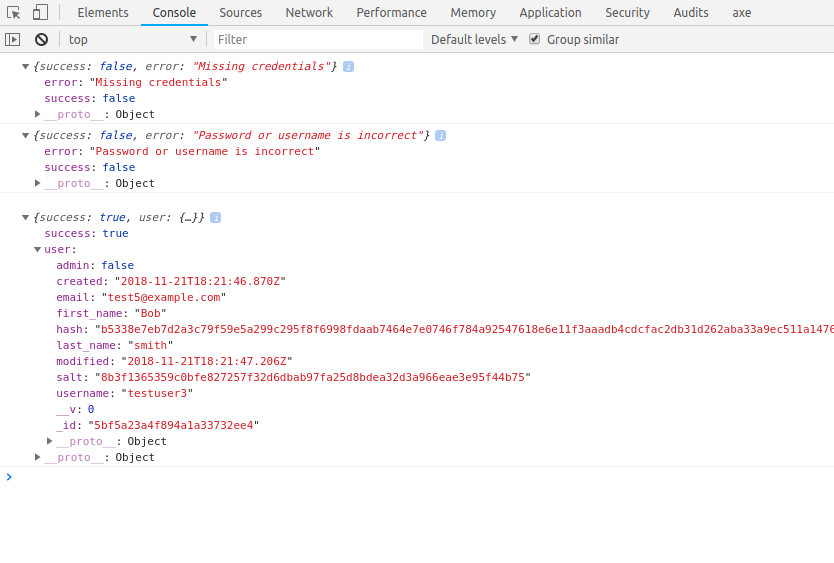 Elements Console Sources Network Performance Memory Application Security Audits axe
top Filter Default levels Group similar
{success: false, error: "Missing credentials"} i
error: "Missing credentials"
success: false
__proto__: Object
{success: false, error: "Password or username is incorrect"} i
error: "Password or username is incorrect"
success: false
__proto__: Object
{success: true, user: {…}} i
success: true
user:
admin: false
created: "2018-11-21T18:21:46.870Z"
email: "test5@example.com"
first_name: "Bob"
hash: "b5338e7eb7d2a3c79f59e5a299c295f8f6998fdaab7464e7e0746f784a92547618e6e11f3aaadb4cdcfac2db31d262aba33a9ec511a1476
last_name: "smith"
modified: "2018-11-21T18:21:47.206Z"
salt: "8b3f1365359c0bfe827257f32d6dbab97fa25d8bdea32d3a966eae3e95f44b75"
username: "testuser3"
__v: 0
_id: "5bf5a23a4f894a1a33732ee4"
__proto__: Object
__proto__: Object